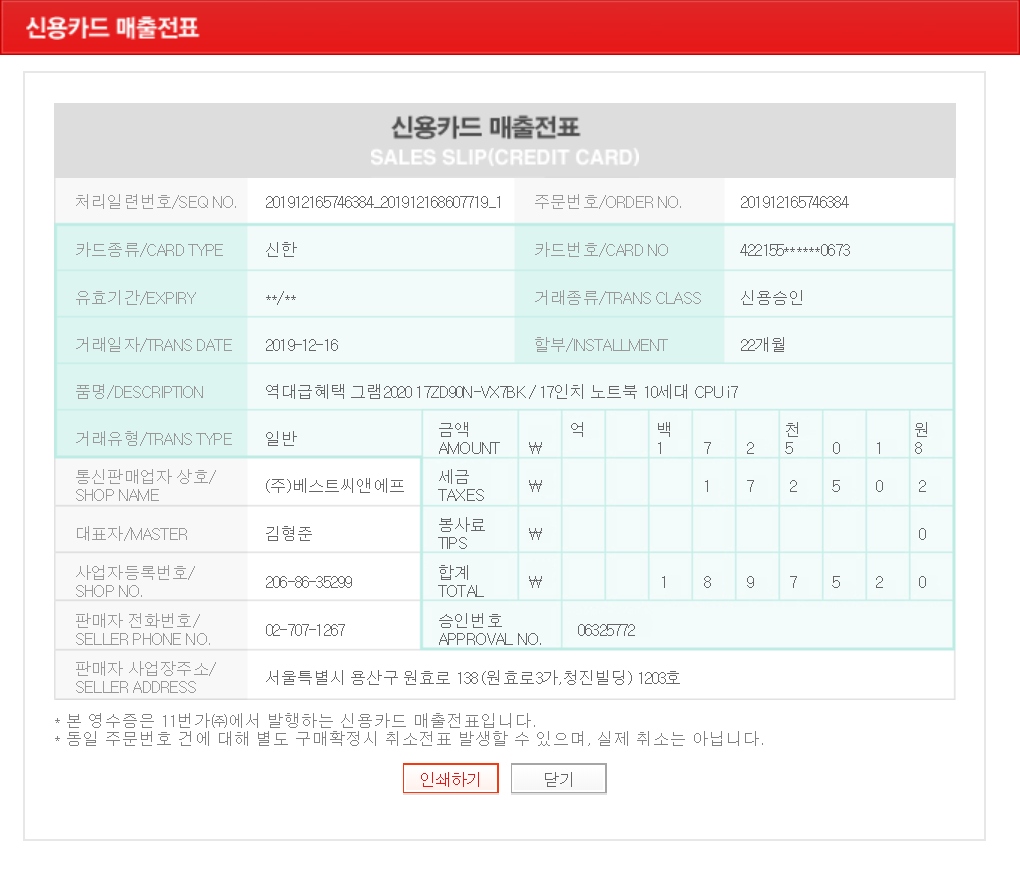 신용카드 매출전표
신용카드 매출전표
SALES SLIP(CREDIT CARD)
처리일련번호/SEQ NO. 201912165746384_201912168607719_1 주문번호/ORDER NO. 201912165746384
카드종류/CARD TYPE 신한 카드번호/CARD NO 422155******0673
유효기간/EXPIRY **/** 거래종류/TRANS CLASS 신용승인
거래일자/TRANS DATE 2019-12-16 할부/INSTALLMENT 22개월
품명/DESCRIPTION 역대급혜택 그램2020 17ZD90N-VX7BK / 17인치 노트북 10세대 CPU i7
거래유형/TRANS TYPE 일반
금액 억 백 천 원
AMOUNT ₩ 1 7 2 5 0 1 8
통신판매업자 상호/
SHOP NAME
(주)베스트씨앤에프
세금
TAXES
₩ 1 7 2 5 0 2
대표자/MASTER 김형준
봉사료
TIPS
₩ 0
사업자등록번호/
SHOP NO.
206-86-35299
합계
TOTAL
₩ 1 8 9 7 5 2 0
판매자 전화번호/
SELLER PHONE NO.
02-707-1267
승인번호
APPROVAL NO.
06325772
판매자 사업장주소/
SELLER ADDRESS
서울특별시 용산구 원효로 138 (원효로3가,청진빌딩) 1203호
* 본 영수증은 11번가㈜에서 발행하는 신용카드 매출전표입니다.
* 동일 주문번호 건에 대해 별도 구매확정시 취소전표 발생할 수 있으며, 실제 취소는 아닙니다.
인쇄하기 닫기